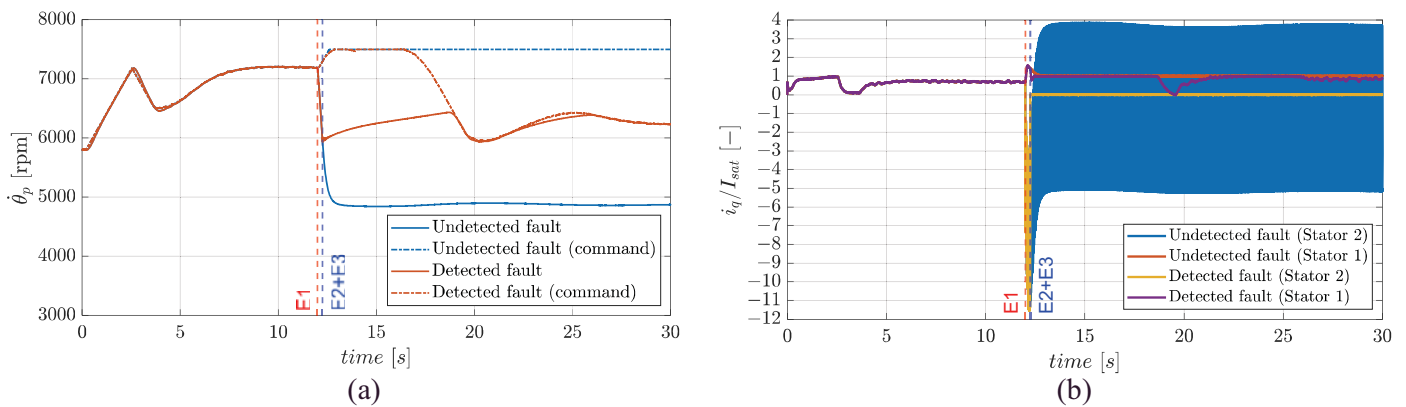 8000
7000
6000
5000
4000
3000
θ̇ₚ [rpm]
0
5
10
15
20
25
30
time [s]
E1
E2+E3
Undetected fault
Undetected fault (command)
Detected fault
Detected fault (command)
(a)
4
3
2
1
0
−1
−2
−3
−4
−5
−6
−7
−8
−9
−10
−11
−12
i_q/I_sat [−]
0
5
10
15
20
25
30
time [s]
E1
E2+E3
Undetected fault (Stator 2)
Undetected fault (Stator 1)
Detected fault (Stator 2)
Detected fault (Stator 1)
(b)